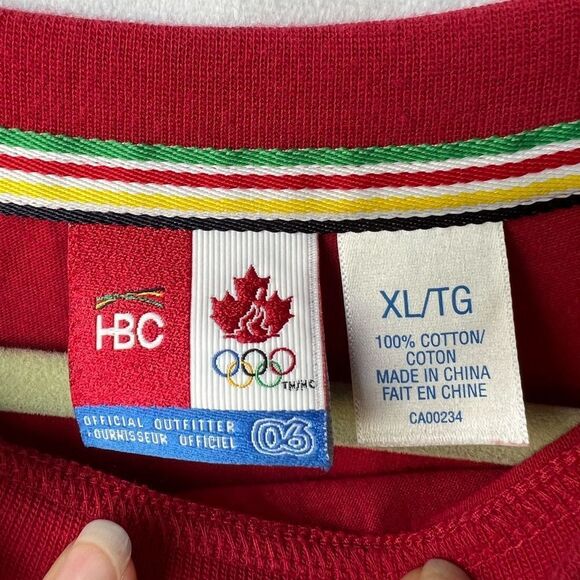 HBC
TM/MC
OFFICIAL OUTFITTER
FOURNISSEUR OFFICIEL
06
XL/TG
100% COTTON/
COTON
MADE IN CHINA
FAIT EN CHINE
CA00234